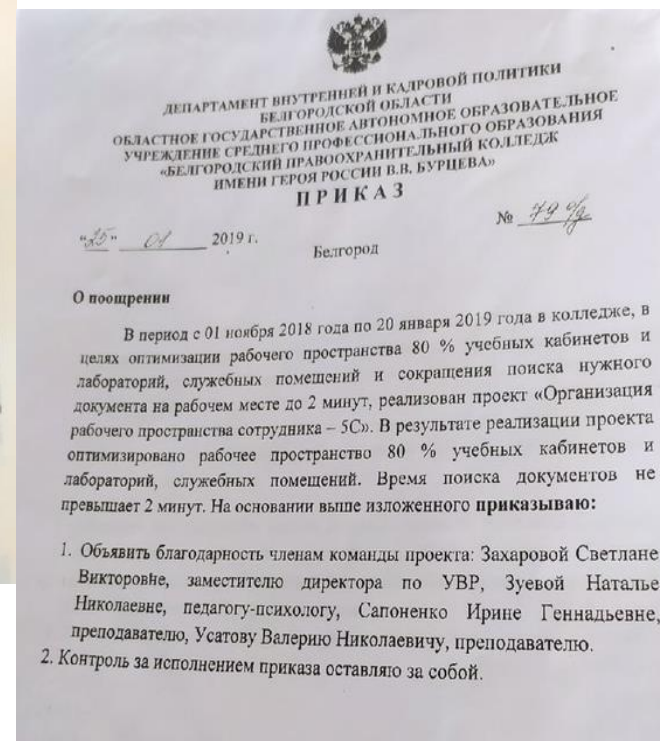 ДЕПАРТАМЕНТ ВНУТРЕННЕЙ И КАДРОВОЙ ПОЛИТИКИ
БЕЛГОРОДСКОЙ ОБЛАСТИ
ОБЛАСТНОЕ ГОСУДАРСТВЕННОЕ АВТОНОМНОЕ ОБРАЗОВАТЕЛЬНОЕ
УЧРЕЖДЕНИЕ СРЕДНЕГО ПРОФЕССИОНАЛЬНОГО ОБРАЗОВАНИЯ
«БЕЛГОРОДСКИЙ ПРАВООХРАНИТЕЛЬНЫЙ КОЛЛЕДЖ
ИМЕНИ ГЕРОЯ РОССИИ В.В. БУРЦЕВА»
ПРИКАЗ
"25" 01 2019 г. № 79 о/д
Белгород
О поощрении
В период с 01 ноября 2018 года по 20 января 2019 года в колледже, в
целях оптимизации рабочего пространства 80 % учебных кабинетов и
лабораторий, служебных помещений и сокращения поиска нужного
документа на рабочем месте до 2 минут, реализован проект «Организация
рабочего пространства сотрудника – 5С». В результате реализации проекта
оптимизировано рабочее пространство 80 % учебных кабинетов и
лабораторий, служебных помещений. Время поиска документов не
превышает 2 минут. На основании выше изложенного приказываю:
1. Объявить благодарность членам команды проекта: Захаровой Светлане
Викторовне, заместителю директора по УВР, Зуевой Наталье
Николаевне, педагогу-психологу, Сапоненко Ирине Геннадьевне,
преподавателю, Усатову Валерию Николаевичу, преподавателю.
2. Контроль за исполнением приказа оставляю за собой.